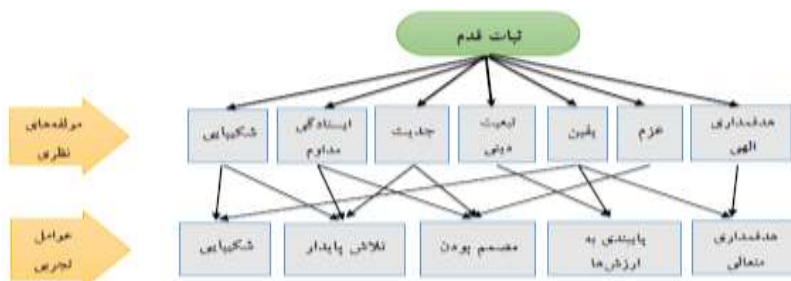 ثبات قدم
مولفه‌های
نظری
هدفمداری
الهی
عزم
یقین
تبعیت
دینی
جدیت
ایستادگی
مداوم
شکیبایی
هدفمداری
متعالی
پایبندی به
ارزش‌ها
مصمم بودن
تلاش پایدار
شکیبایی
عوامل
تجربی